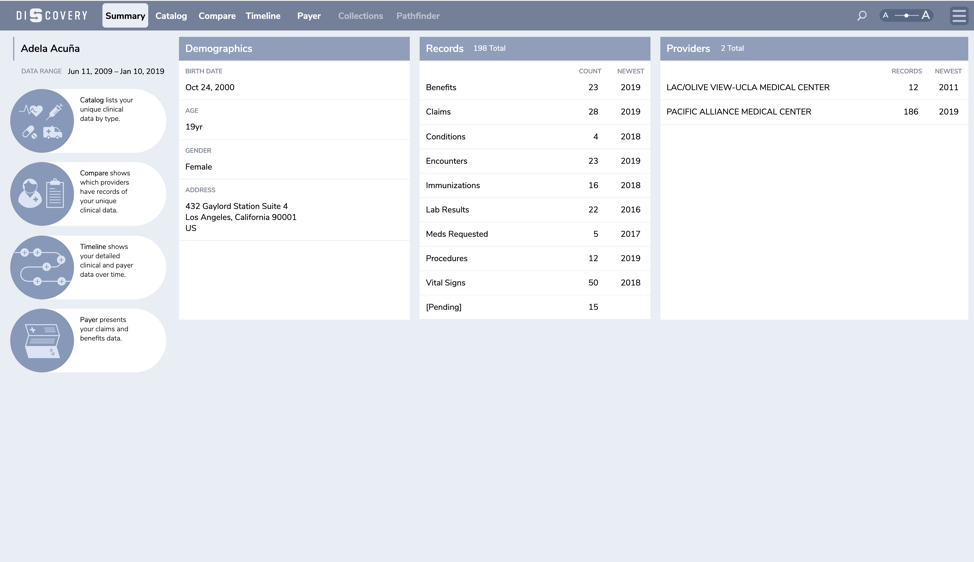 DISCOVERY Summary Catalog Compare Timeline Payer Collections Pathfinder A A
Adela Acuña
DATA RANGE Jun 11, 2009 – Jan 10, 2019
Catalog lists your
unique clinical
data by type.
Compare shows
which providers
have records of
your unique
clinical data.
Timeline shows
your detailed
clinical and payer
data over time.
Payer presents
your claims and
benefits data.
Demographics
BIRTH DATE
Oct 24, 2000
AGE
19yr
GENDER
Female
ADDRESS
432 Gaylord Station Suite 4
Los Angeles, California 90001
US
Records 198 Total
COUNT NEWEST
Benefits 23 2019
Claims 28 2019
Conditions 4 2018
Encounters 23 2019
Immunizations 16 2018
Lab Results 22 2016
Meds Requested 5 2017
Procedures 12 2019
Vital Signs 50 2018
[Pending] 15
Providers 2 Total
RECORDS NEWEST
LAC/OLIVE VIEW-UCLA MEDICAL CENTER 12 2011
PACIFIC ALLIANCE MEDICAL CENTER 186 2019